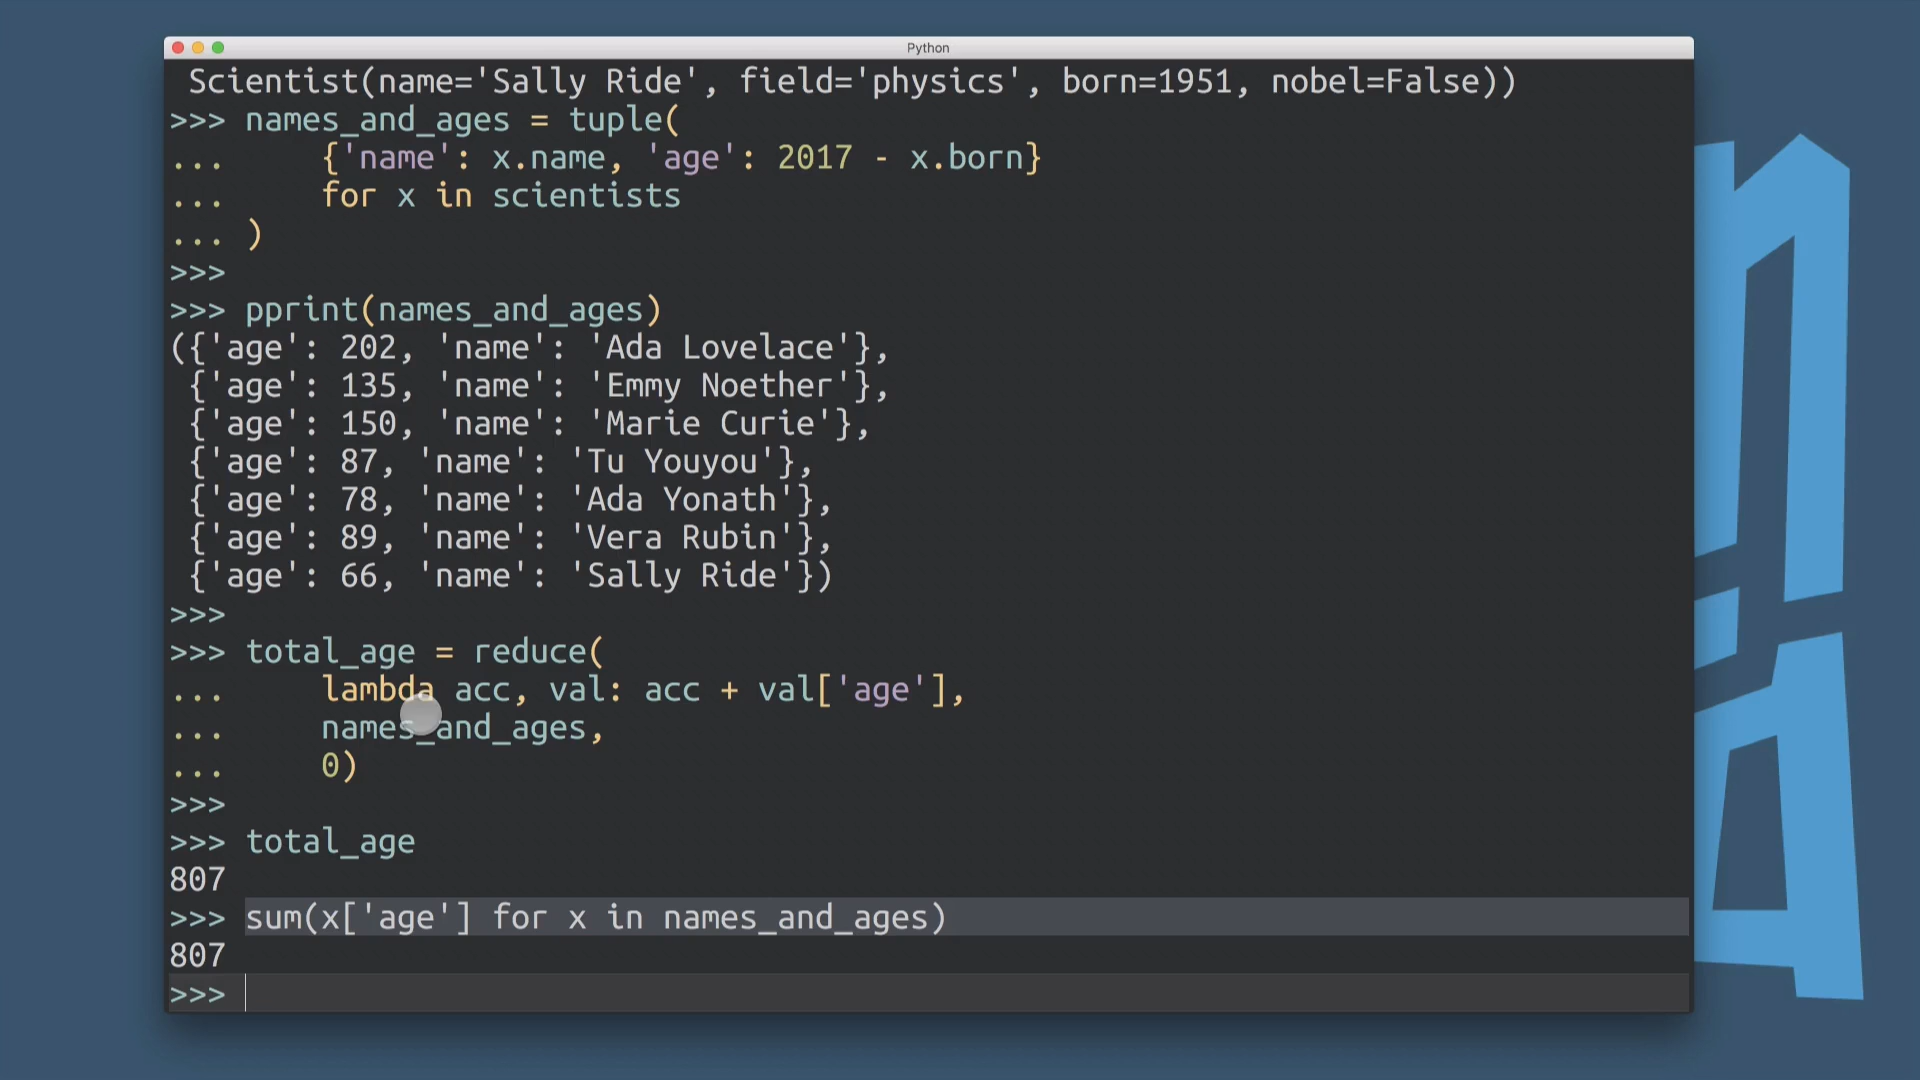 Python
Scientist(name='Sally Ride', field='physics', born=1951, nobel=False))
>>> names_and_ages = tuple(
...     {'name': x.name, 'age': 2017 - x.born}
...     for x in scientists
... )
>>>
>>> pprint(names_and_ages)
({'age': 202, 'name': 'Ada Lovelace'},
 {'age': 135, 'name': 'Emmy Noether'},
 {'age': 150, 'name': 'Marie Curie'},
 {'age': 87, 'name': 'Tu Youyou'},
 {'age': 78, 'name': 'Ada Yonath'},
 {'age': 89, 'name': 'Vera Rubin'},
 {'age': 66, 'name': 'Sally Ride'})
>>>
>>> total_age = reduce(
...     lambda acc, val: acc + val['age'],
...     names_and_ages,
...     0)
>>>
>>> total_age
807
>>> sum(x['age'] for x in names_and_ages)
807
>>>